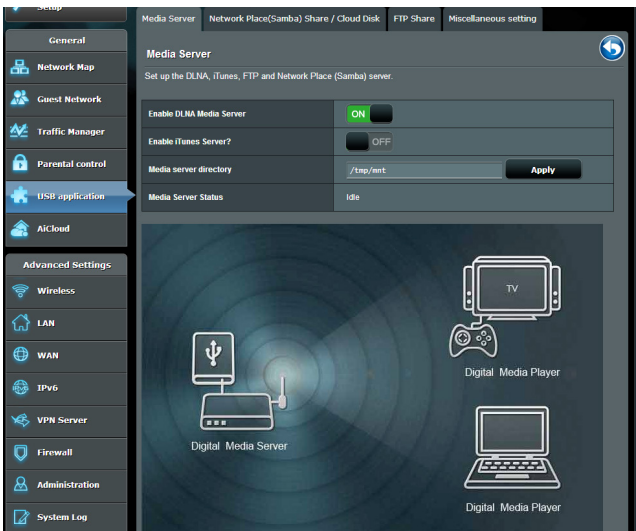 Setup
General
Network Map
Guest Network
Traffic Manager
Parental control
USB application
AiCloud
Advanced Settings
Wireless
LAN
WAN
IPv6
VPN Server
Firewall
Administration
System Log
Media Server
Network Place(Samba) Share / Cloud Disk
FTP Share
Miscellaneous setting
Media Server
Set up the DLNA, iTunes, FTP and Network Place (Samba) server.
Enable DLNA Media Server
ON
Enable iTunes Server?
OFF
Media server directory
/tmp/mnt
Apply
Media Server Status
Idle
TV
Digital Media Player
Digital Media Server
Digital Media Player